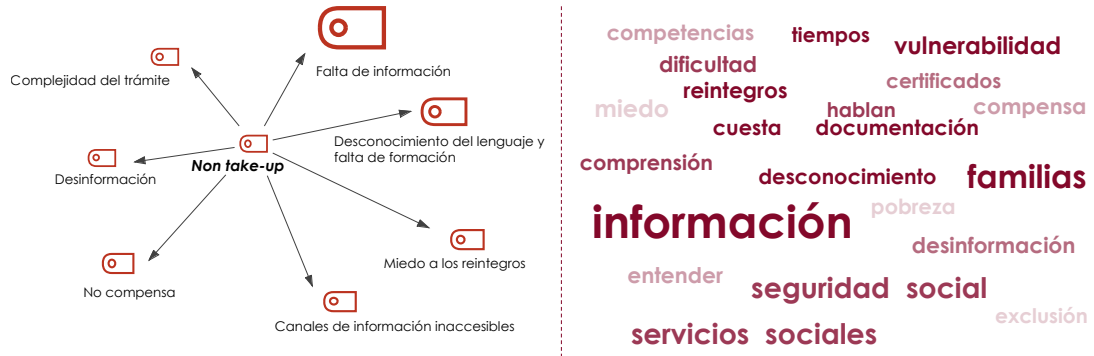 Falta de información
Complejidad del trámite
Desconocimiento del lenguaje y
falta de formación
Non take-up
Desinformación
Miedo a los reintegros
No compensa
Canales de información inaccesibles
competencias
tiempos
vulnerabilidad
dificultad
reintegros
certificados
miedo
hablan
compensa
cuesta
documentación
comprensión
desconocimiento
familias
información
pobreza
desinformación
entender
seguridad social
exclusión
servicios sociales